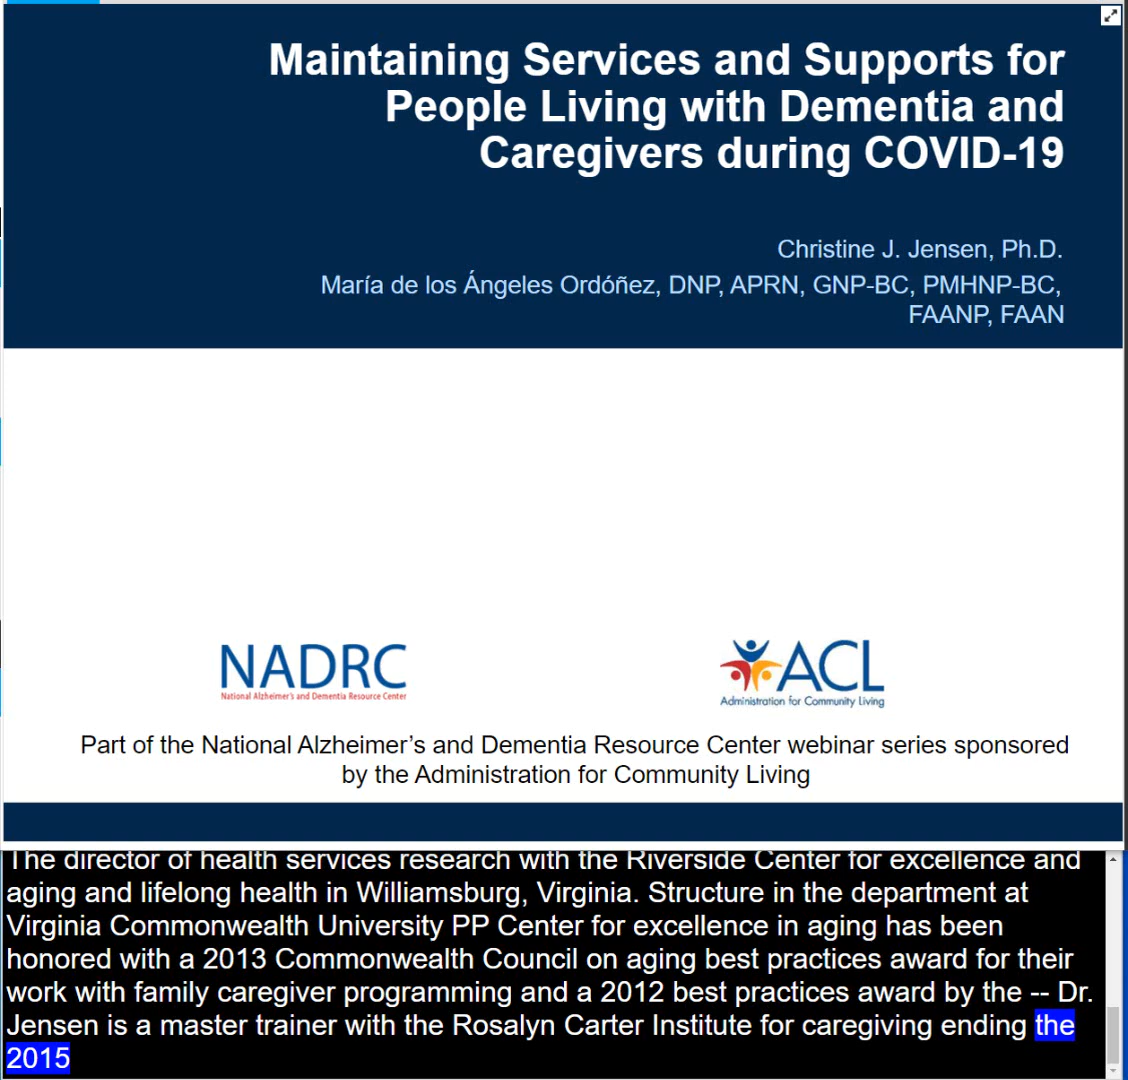 Maintaining Services and Supports for
People Living with Dementia and
Caregivers during COVID-19
Christine J. Jensen, Ph.D.
María de los Ángeles Ordóñez, DNP, APRN, GNP-BC, PMHNP-BC,
FAANP, FAAN
NADRC
National Alzheimer's and Dementia Resource Center
ACL
Administration for Community Living
Part of the National Alzheimer’s and Dementia Resource Center webinar series sponsored
by the Administration for Community Living
The director of health services research with the Riverside Center for excellence and
aging and lifelong health in Williamsburg, Virginia. Structure in the department at
Virginia Commonwealth University PP Center for excellence in aging has been
honored with a 2013 Commonwealth Council on aging best practices award for their
work with family caregiver programming and a 2012 best practices award by the -- Dr.
Jensen is a master trainer with the Rosalyn Carter Institute for caregiving ending the
2015